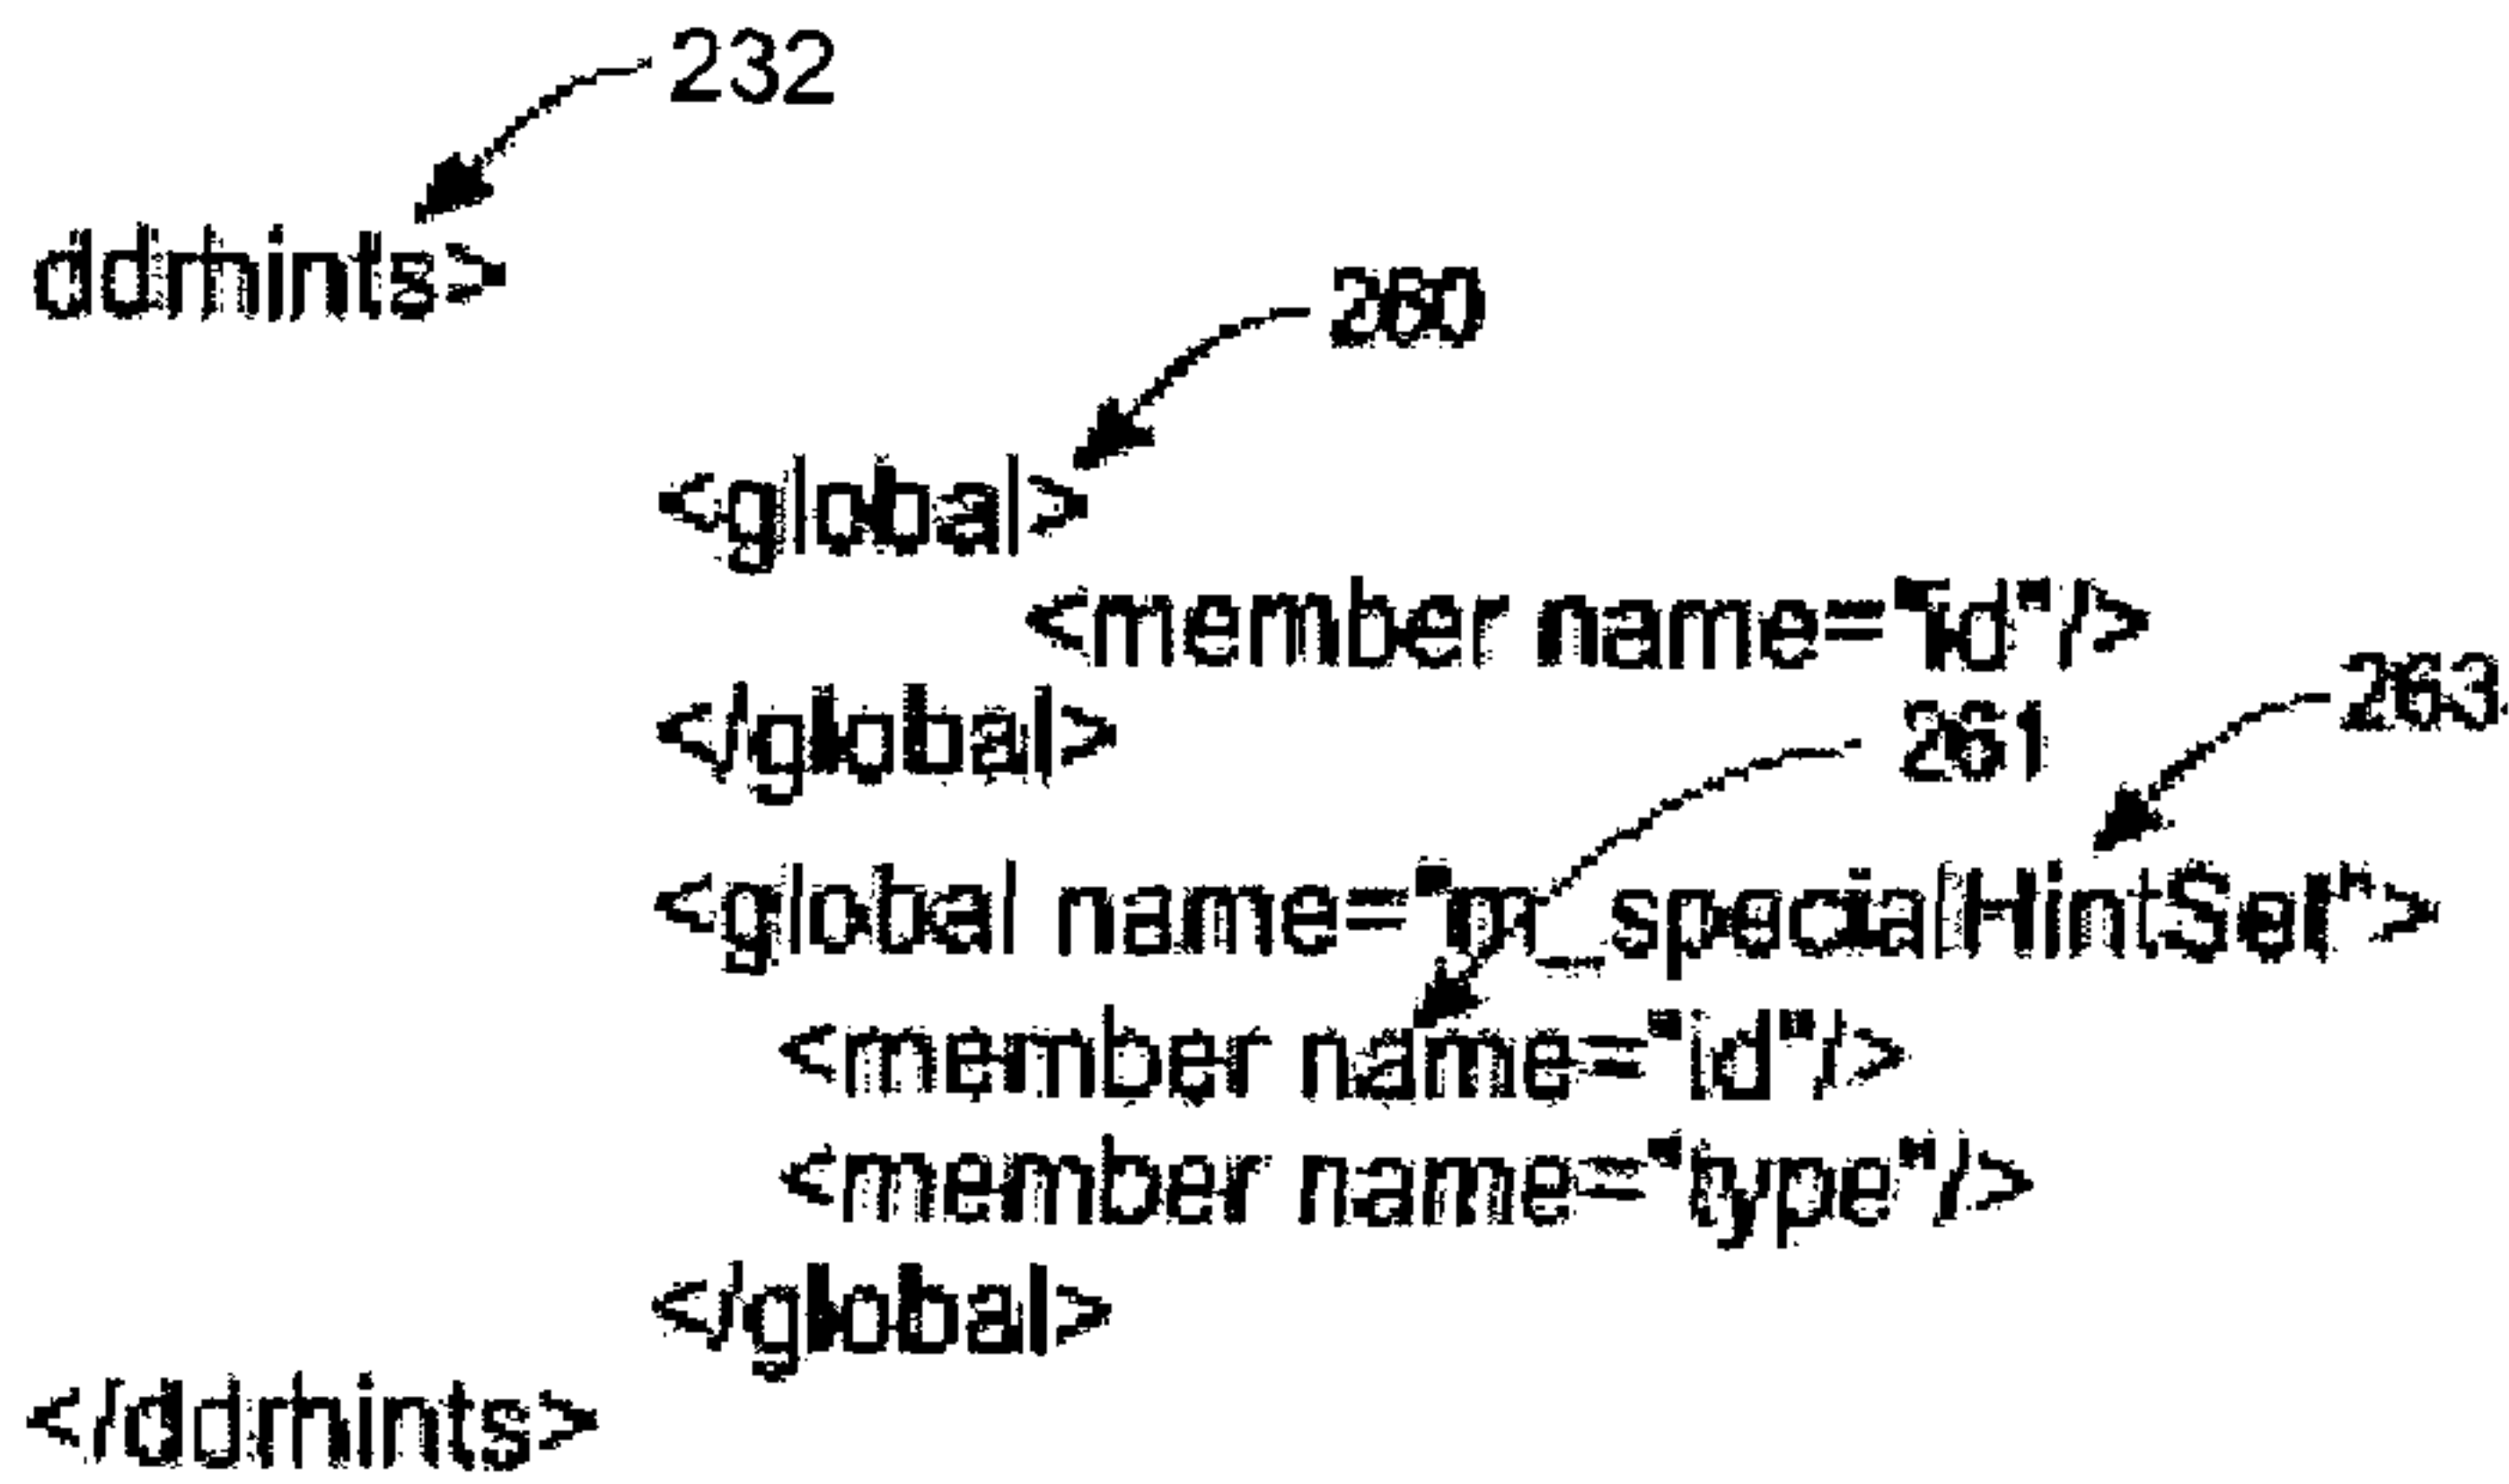 232
ddrhints>
260
<global>
<member name="id"/>
263
</global>
261
<global name= specialHintSet">
<member name="id"/>
<member name="type"/>
</global>
</ddrhints>